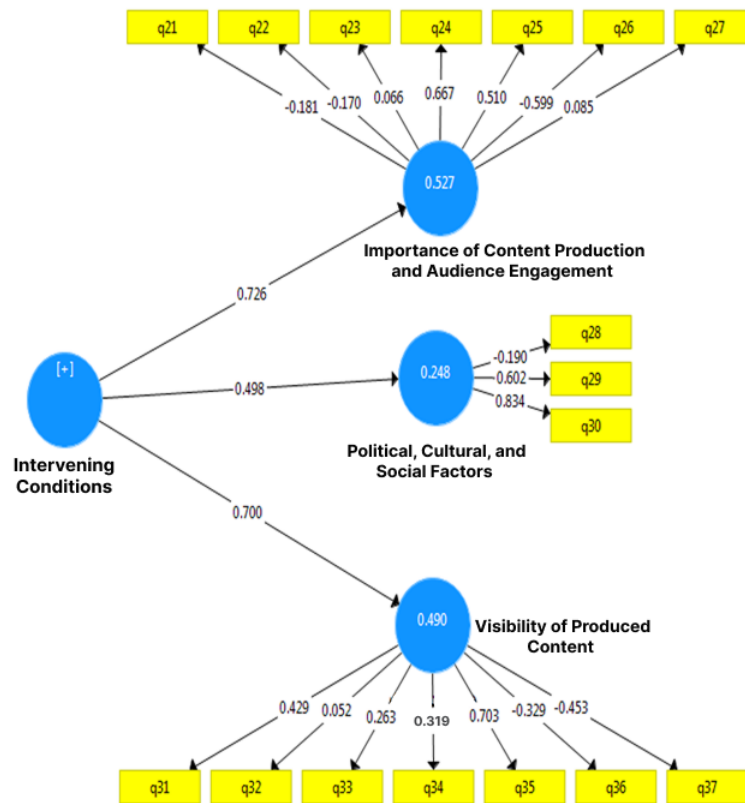 q21 q22 q23 q24 q25 q26 q27
-0.181 -0.170 0.066 0.667 0.510 -0.599 0.085
0.527
Importance of Content Production
and Audience Engagement
0.726
[+]
Intervening
Conditions
0.498
0.248
Political, Cultural, and
Social Factors
-0.190
0.602
0.834
q28
q29
q30
0.700
0.490
Visibility of Produced
Content
0.429 0.052 0.263 0.319 0.703 -0.329 -0.453
q31 q32 q33 q34 q35 q36 q37